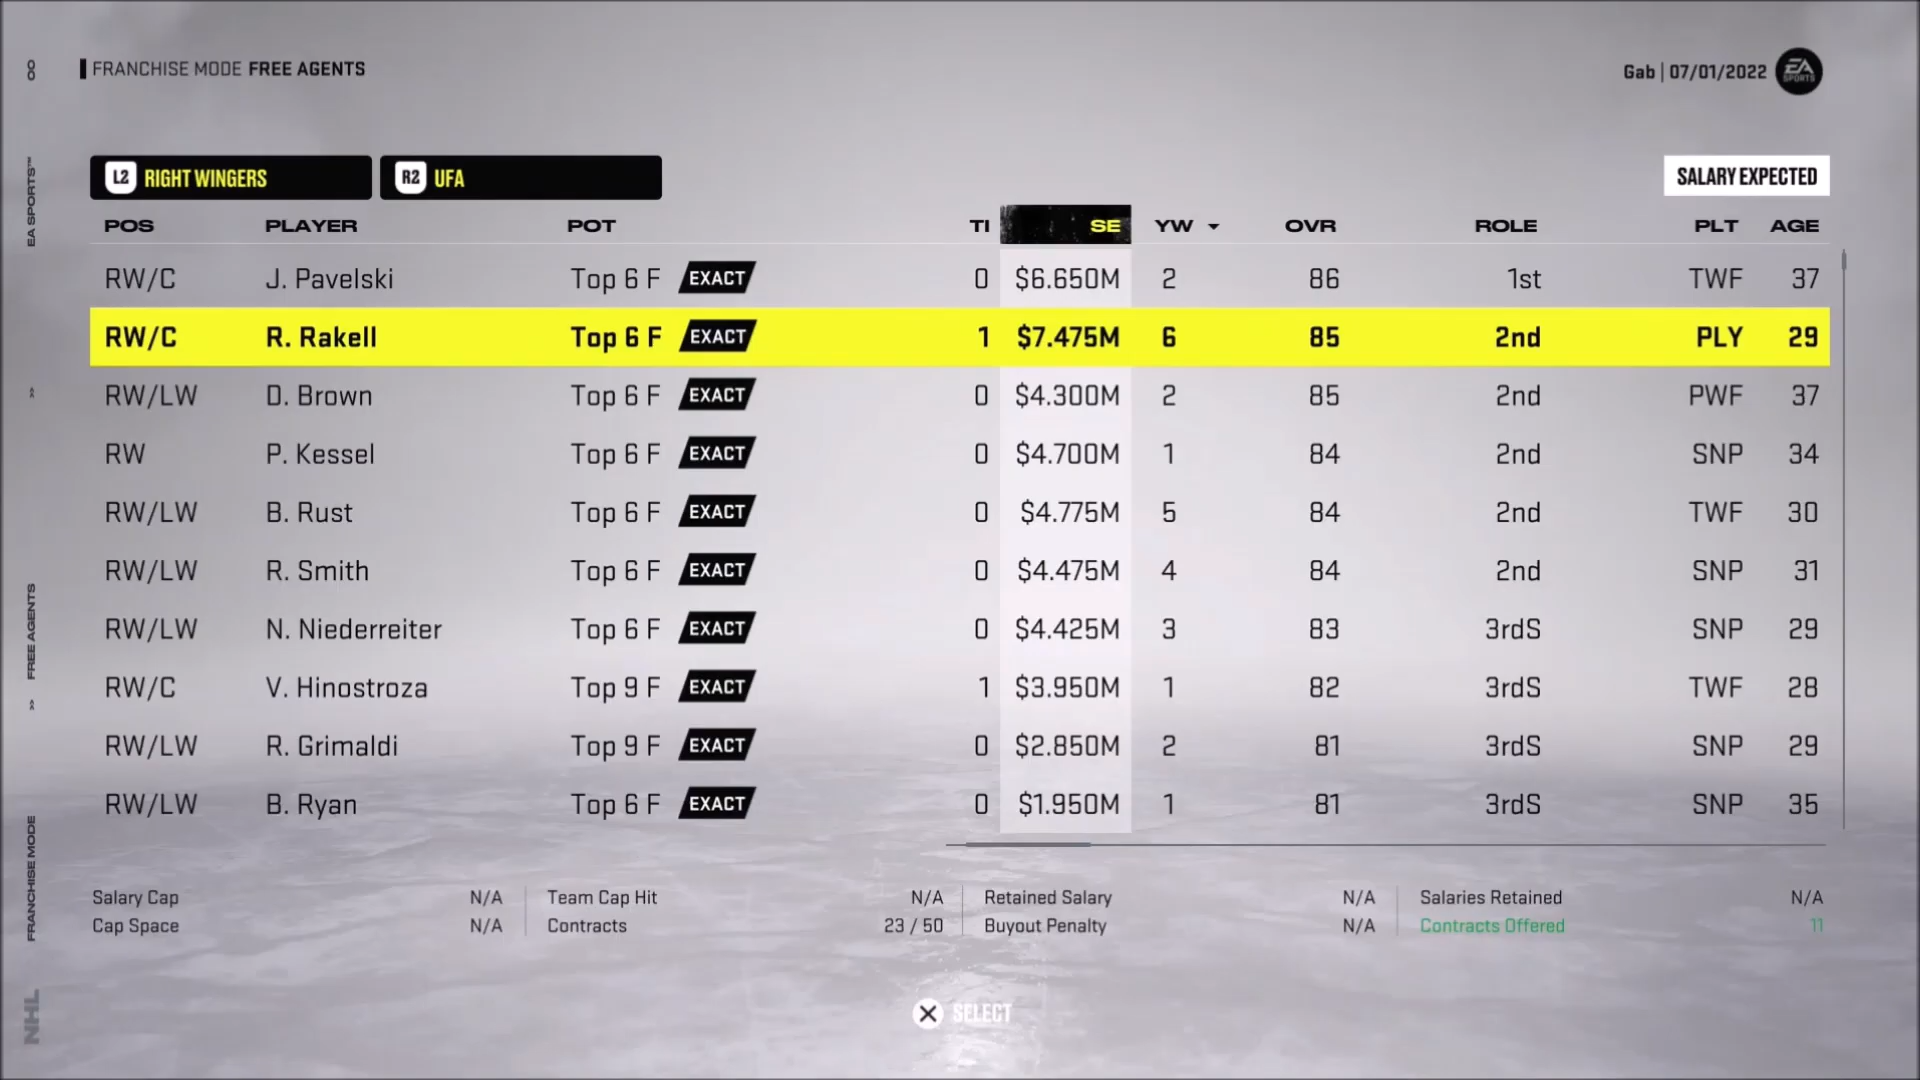 FRANCHISE MODE FREE AGENTS
Gab | 07/01/2022
EA SPORTS
L2 RIGHT WINGERS
R2 UFA
SALARY EXPECTED
POS PLAYER POT TI SE YW OVR ROLE PLT AGE
RW/C J. Pavelski Top 6 F EXACT 0 $6.650M 2 86 1st TWF 37
RW/C R. Rakell Top 6 F EXACT 1 $7.475M 6 85 2nd PLY 29
RW/LW D. Brown Top 6 F EXACT 0 $4.300M 2 85 2nd PWF 37
RW P. Kessel Top 6 F EXACT 0 $4.700M 1 84 2nd SNP 34
RW/LW B. Rust Top 6 F EXACT 0 $4.775M 5 84 2nd TWF 30
RW/LW R. Smith Top 6 F EXACT 0 $4.475M 4 84 2nd SNP 31
RW/LW N. Niederreiter Top 6 F EXACT 0 $4.425M 3 83 3rdS SNP 29
RW/C V. Hinostroza Top 9 F EXACT 1 $3.950M 1 82 3rdS TWF 28
RW/LW R. Grimaldi Top 9 F EXACT 0 $2.850M 2 81 3rdS SNP 29
RW/LW B. Ryan Top 6 F EXACT 0 $1.950M 1 81 3rdS SNP 35
Salary Cap N/A Team Cap Hit N/A Retained Salary N/A Salaries Retained N/A
Cap Space N/A Contracts 23 / 50 Buyout Penalty N/A Contracts Offered 11
SELECT
NHL FRANCHISE MODE >> FREE AGENTS >> EA SPORTS™